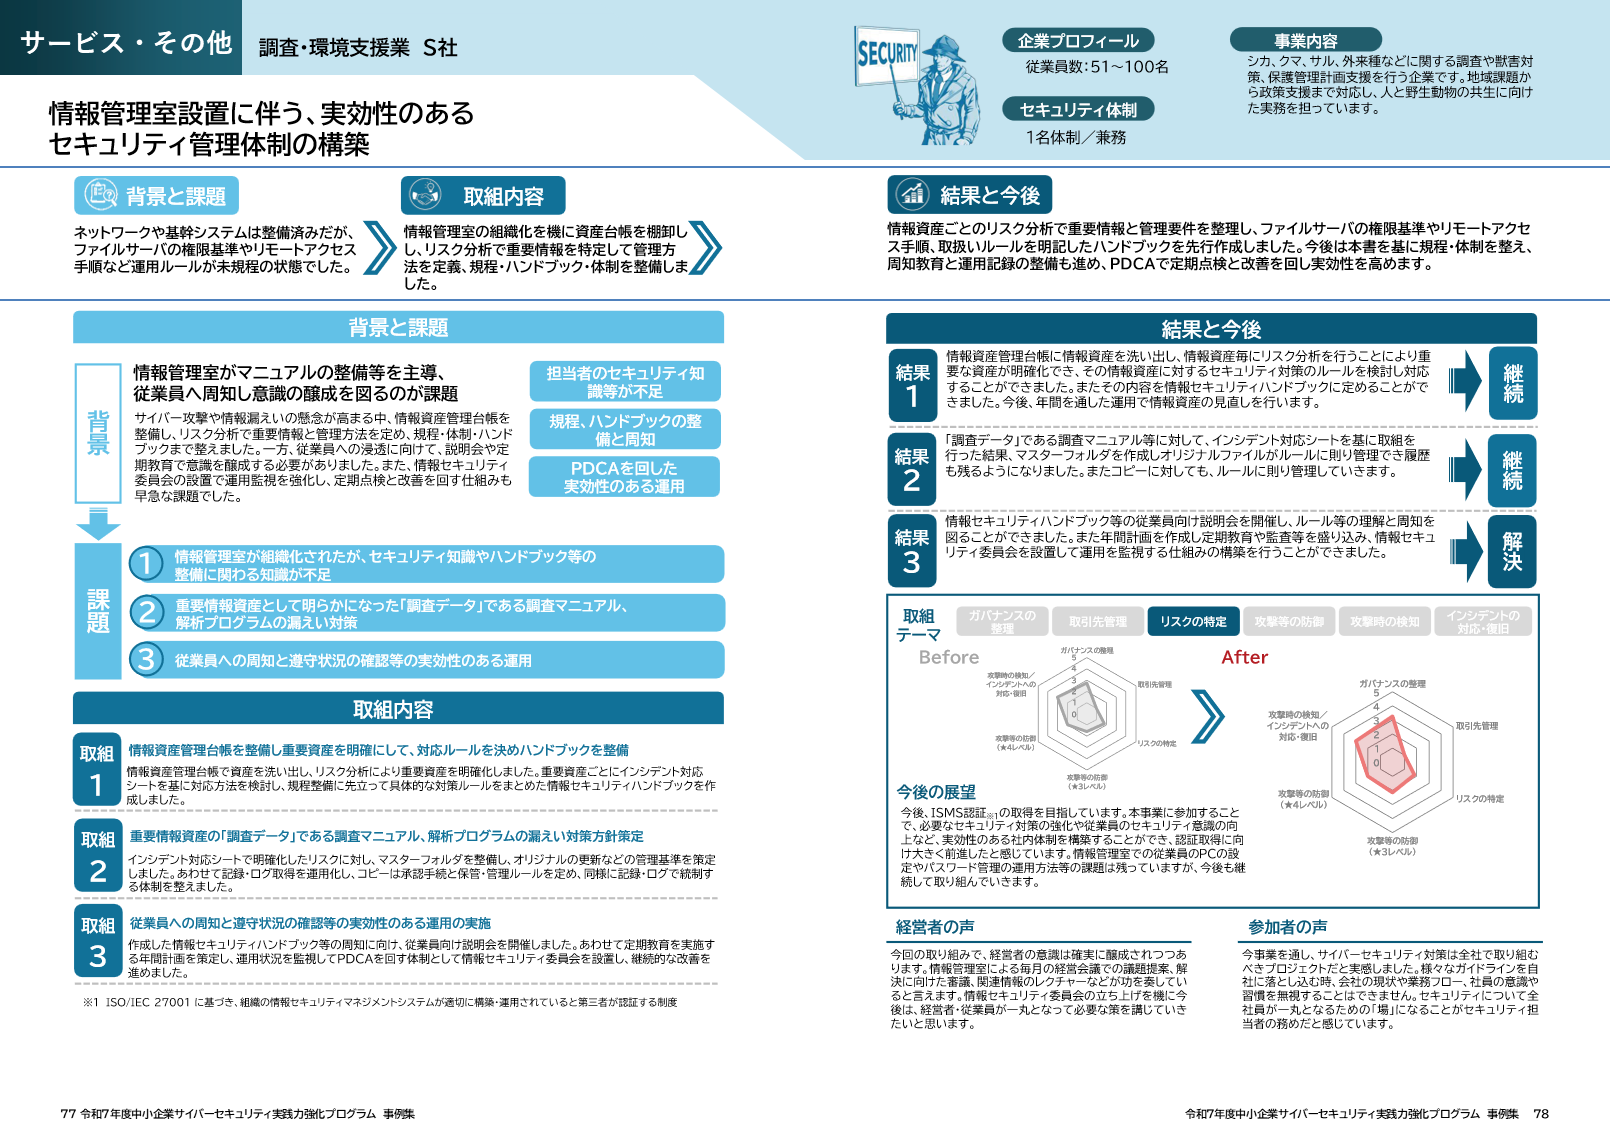 サービス・その他
調査・環境支援業 S社
情報管理室設置に伴う、実効性のある
セキュリティ管理体制の構築
SECURITY
企業プロフィール
従業員数：51～100名
セキュリティ体制
1名体制／兼務
事業内容
シカ、クマ、サル、外来種などに関する調査や獣害対
策、保護管理計画支援を行う企業です。地域課題か
ら政策支援まで対応し、人と野生動物の共生に向け
た実務を担っています。
背景と課題
ネットワークや基幹システムは整備済みだが、
ファイルサーバの権限基準やリモートアクセス
手順など運用ルールが未規程の状態でした。
取組内容
情報管理室の組織化を機に資産台帳を棚卸し
し、リスク分析で重要情報を特定して管理方
法を定義、規程・ハンドブック・体制を整備しま
した。
結果と今後
情報資産ごとのリスク分析で重要情報と管理要件を整理し、ファイルサーバの権限基準やリモートアクセ
ス手順、取扱いルールを明記したハンドブックを先行作成しました。今後は本書を基に規程・体制を整え、
周知教育と運用記録の整備も進め、PDCAで定期点検と改善を回し実効性を高めます。
背景と課題
背景
情報管理室がマニュアルの整備等を主導、
従業員へ周知し意識の醸成を図るのが課題
サイバー攻撃や情報漏えいの懸念が高まる中、情報資産管理台帳を
整備し、リスク分析で重要情報と管理方法を定め、規程・体制・ハンド
ブックまで整えました。一方、従業員への浸透に向けて、説明会や定
期教育で意識を醸成する必要がありました。また、情報セキュリティ
委員会の設置で運用監視を強化し、定期点検と改善を回す仕組みも
早急な課題でした。
担当者のセキュリティ知
識等が不足
規程、ハンドブックの整
備と周知
PDCAを回した
実効性のある運用
課題
1
情報管理室が組織化されたが、セキュリティ知識やハンドブック等の
整備に関わる知識が不足
2
重要情報資産として明らかになった「調査データ」である調査マニュアル、
解析プログラムの漏えい対策
3
従業員への周知と遵守状況の確認等の実効性のある運用
取組内容
取組
1
情報資産管理台帳を整備し重要資産を明確にして、対応ルールを決めハンドブックを整備
情報資産管理台帳で資産を洗い出し、リスク分析により重要資産を明確化しました。重要資産ごとにインシデント対応
シートを基に対応方法を検討し、規程整備に先立って具体的な対策ルールをまとめた情報セキュリティハンドブックを作
成しました。
取組
2
重要情報資産の「調査データ」である調査マニュアル、解析プログラムの漏えい対策方針策定
インシデント対応シートで明確化したリスクに対し、マスターフォルダを整備し、オリジナルの更新などの管理基準を策定
しました。あわせて記録・ログ取得を運用化し、コピーは承認手続と保管・管理ルールを定め、同様に記録・ログで統制す
る体制を整えました。
取組
3
従業員への周知と遵守状況の確認等の実効性のある運用の実施
作成した情報セキュリティハンドブック等の周知に向け、従業員向け説明会を開催しました。あわせて定期教育を実施す
る年間計画を策定し、運用状況を監視してPDCAを回す体制として情報セキュリティ委員会を設置し、継続的な改善を
進めました。
※1 ISO/IEC 27001 に基づき、組織の情報セキュリティマネジメントシステムが適切に構築・運用されていると第三者が認証する制度
結果と今後
結果
1
情報資産管理台帳に情報資産を洗い出し、情報資産毎にリスク分析を行うことにより重
要な資産が明確化でき、その情報資産に対するセキュリティ対策のルールを検討し対応
することができました。またその内容を情報セキュリティハンドブックに定めることがで
きました。今後、年間を通した運用で情報資産の見直しを行います。
継続
結果
2
「調査データ」である調査マニュアル等に対して、インシデント対応シートを基に取組を
行った結果、マスターフォルダを作成しオリジナルファイルがルールに則り管理でき履歴
も残るようになりました。またコピーに対しても、ルールに則り管理していきます。
継続
結果
3
情報セキュリティハンドブック等の従業員向け説明会を開催し、ルール等の理解と周知を
図ることができました。また年間計画を作成し定期教育や監査等を盛り込み、情報セキュ
リティ委員会を設置して運用を監視する仕組みの構築を行うことができました。
解決
取組
テーマ
ガバナンスの
整理
取引先管理
リスクの特定
攻撃等の防御
攻撃時の検知
インシデントの
対応・復旧
Before
ガバナンスの整理
5
4
3
2
1
0
取引先管理
リスクの特定
攻撃等の防御
（★3レベル）
攻撃等の防御
（★4レベル）
攻撃時の検知／
インシデントへの
対応・復旧
After
ガバナンスの整理
5
4
3
2
1
0
取引先管理
リスクの特定
攻撃等の防御
（★3レベル）
攻撃等の防御
（★4レベル）
攻撃時の検知／
インシデントへの
対応・復旧
今後の展望
今後、ISMS認証※1の取得を目指しています。本事業に参加すること
で、必要なセキュリティ対策の強化や従業員のセキュリティ意識の向
上など、実効性のある社内体制を構築することができ、認証取得に向
け大きく前進したと感じています。情報管理室での従業員のPCの設
定やパスワード管理の運用方法等の課題は残っていますが、今後も継
続して取り組んでいきます。
経営者の声
今回の取り組みで、経営者の意識は確実に醸成されつつあ
ります。情報管理室による毎月の経営会議での議題提案、解
決に向けた審議、関連情報のレクチャーなどが功を奏してい
ると言えます。情報セキュリティ委員会の立ち上げを機に今
後は、経営者・従業員が一丸となって必要な策を講じていき
たいと思います。
参加者の声
今事業を通し、サイバーセキュリティ対策は全社で取り組む
べきプロジェクトだと実感しました。様々なガイドラインを自
社に落とし込む時、会社の現状や業務フロー、社員の意識や
習慣を無視することはできません。セキュリティについて全
社員が一丸となるための「場」になることがセキュリティ担
当者の務めだと感じています。
77 令和7年度中小企業サイバーセキュリティ実践力強化プログラム 事例集
令和7年度中小企業サイバーセキュリティ実践力強化プログラム 事例集 78